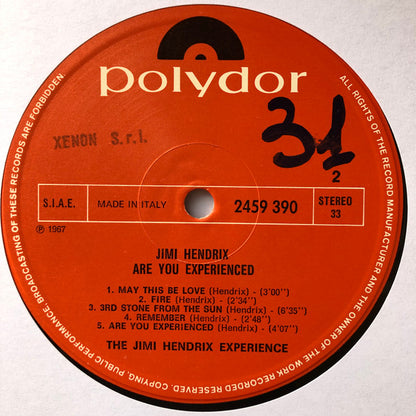 polydor
XENON S.r.l.
31
2
S.I.A.E.
MADE IN ITALY
2459 390
STEREO
33
℗ 1967
JIMI HENDRIX
ARE YOU EXPERIENCED
1. MAY THIS BE LOVE (Hendrix) - (3'00'')
2. FIRE (Hendrix) - (2'34'')
3. 3RD STONE FROM THE SUN (Hendrix) - (6'35'')
4. REMEMBER (Hendrix) - (2'48'')
5. ARE YOU EXPERIENCED (Hendrix) - (4'07'')
THE JIMI HENDRIX EXPERIENCE
ALL RIGHTS OF THE RECORD MANUFACTURER AND THE OWNER OF THE WORK RECORDED RESERVED. COPYING, PUBLIC PERFORMANCE, BROADCASTING OF THESE RECORDS ARE FORBIDDEN.